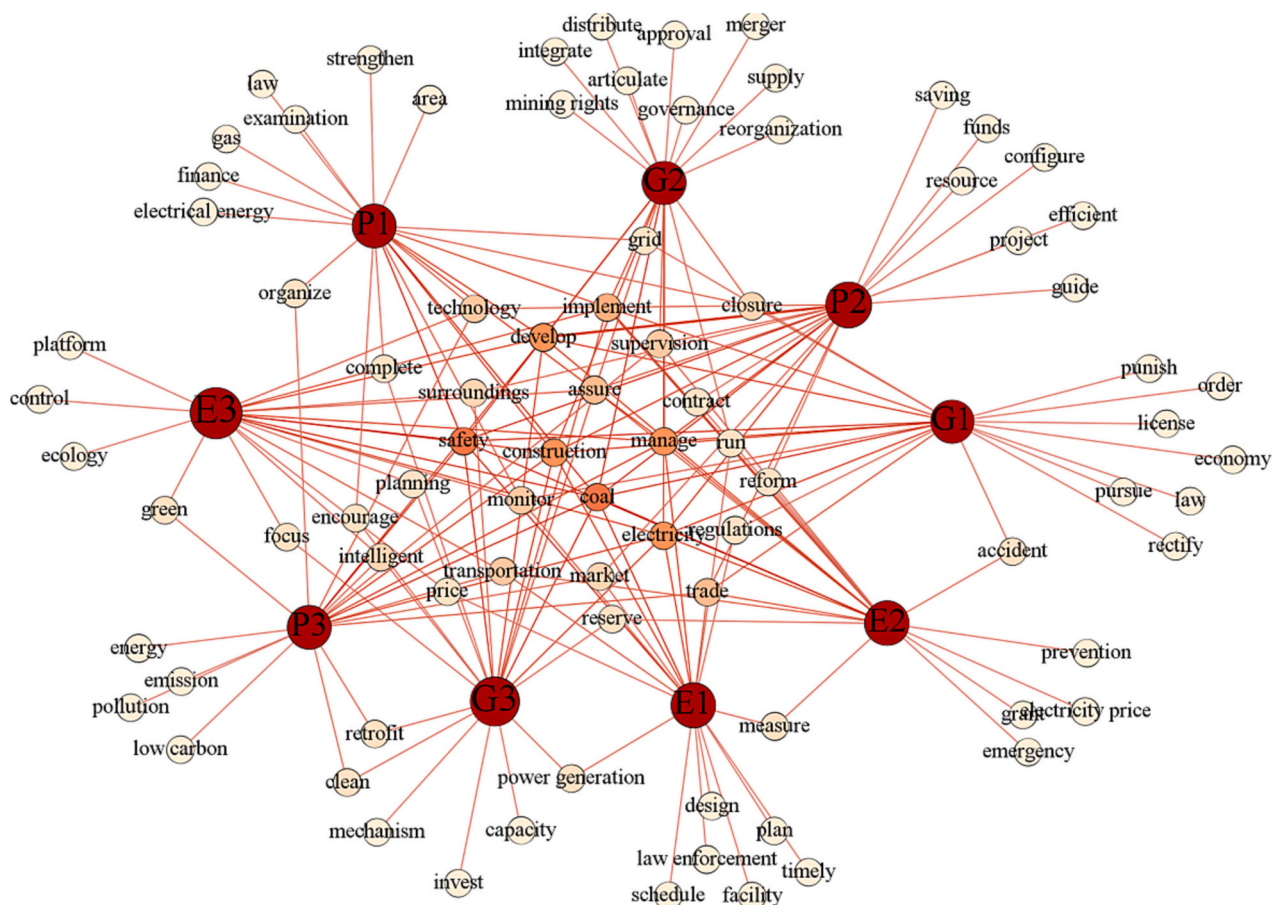 distribute
merger
approval
integrate
strengthen
articulate
supply
law
area
mining rights
governance
saving
examination
reorganization
funds
gas
configure
finance
resource
G2
electrical energy
efficient
P1
project
grid
organize
guide
technology
implement
closure
P2
develop
platform
supervision
complete
punish
surroundings
assure
order
control
E3
contract
G1
license
safety
construction
manage
run
ecology
economy
planning
reform
monitor
coal
pursue
law
green
encourage
focus
electricity
regulations
rectify
intelligent
accident
transportation
market
price
trade
reserve
P3
E2
energy
prevention
emission
pollution
G3
E1
grant
electricity price
low carbon
retrofit
measure
emergency
clean
power generation
design
mechanism
capacity
plan
law enforcement
timely
invest
schedule
facility